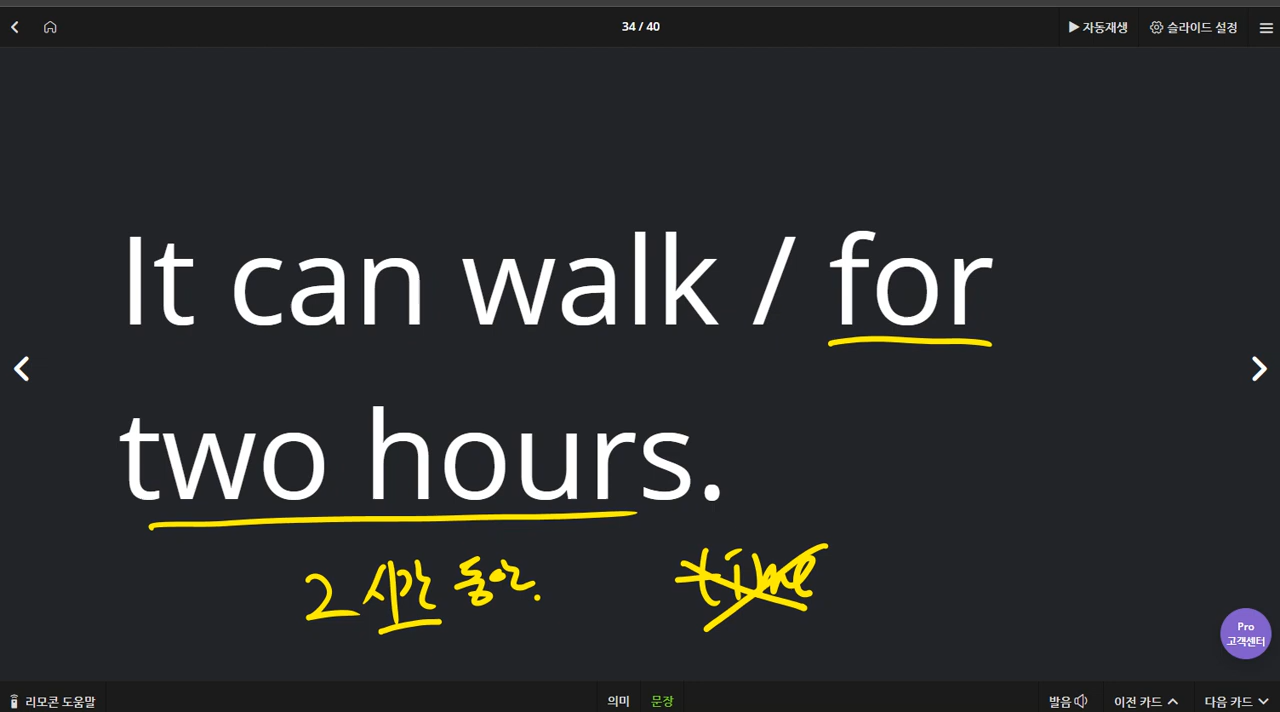 34 / 40
자동재생
슬라이드 설정
It can walk / for
two hours.
2 시간 동안.
time
Pro
고객센터
리모콘 도움말
의미
문장
발음
이전 카드
다음 카드